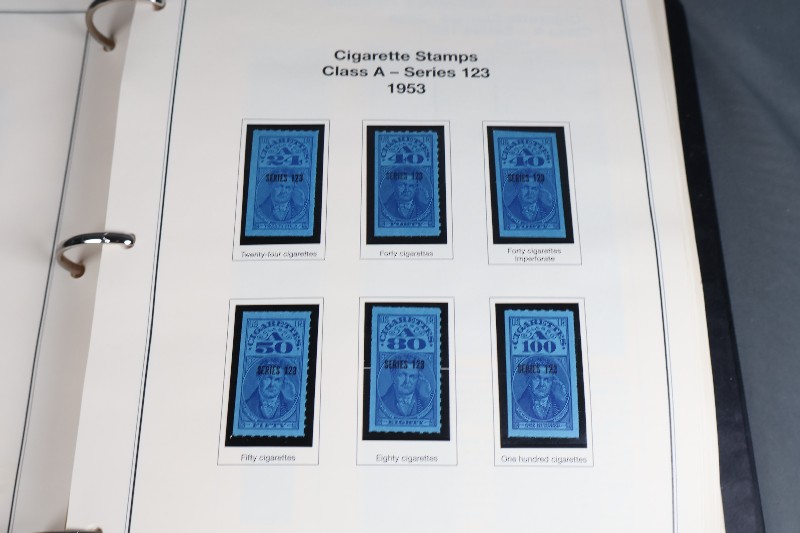 Cigarette Stamps
Class A – Series 123
1953
CIGARETTES
24
SERIES 123
Twenty-four cigarettes
CIGARETTES
40
SERIES 123
FORTY
Forty cigarettes
CIGARETTES
40
SERIES 123
FORTY
Forty cigarettes
Imperforate
CIGARETTES
50
SERIES 123
FIFTY
Fifty cigarettes
CIGARETTES
80
SERIES 123
EIGHTY
Eighty cigarettes
CIGARETTES
100
SERIES 123
ONE HUNDRED
One hundred cigarettes